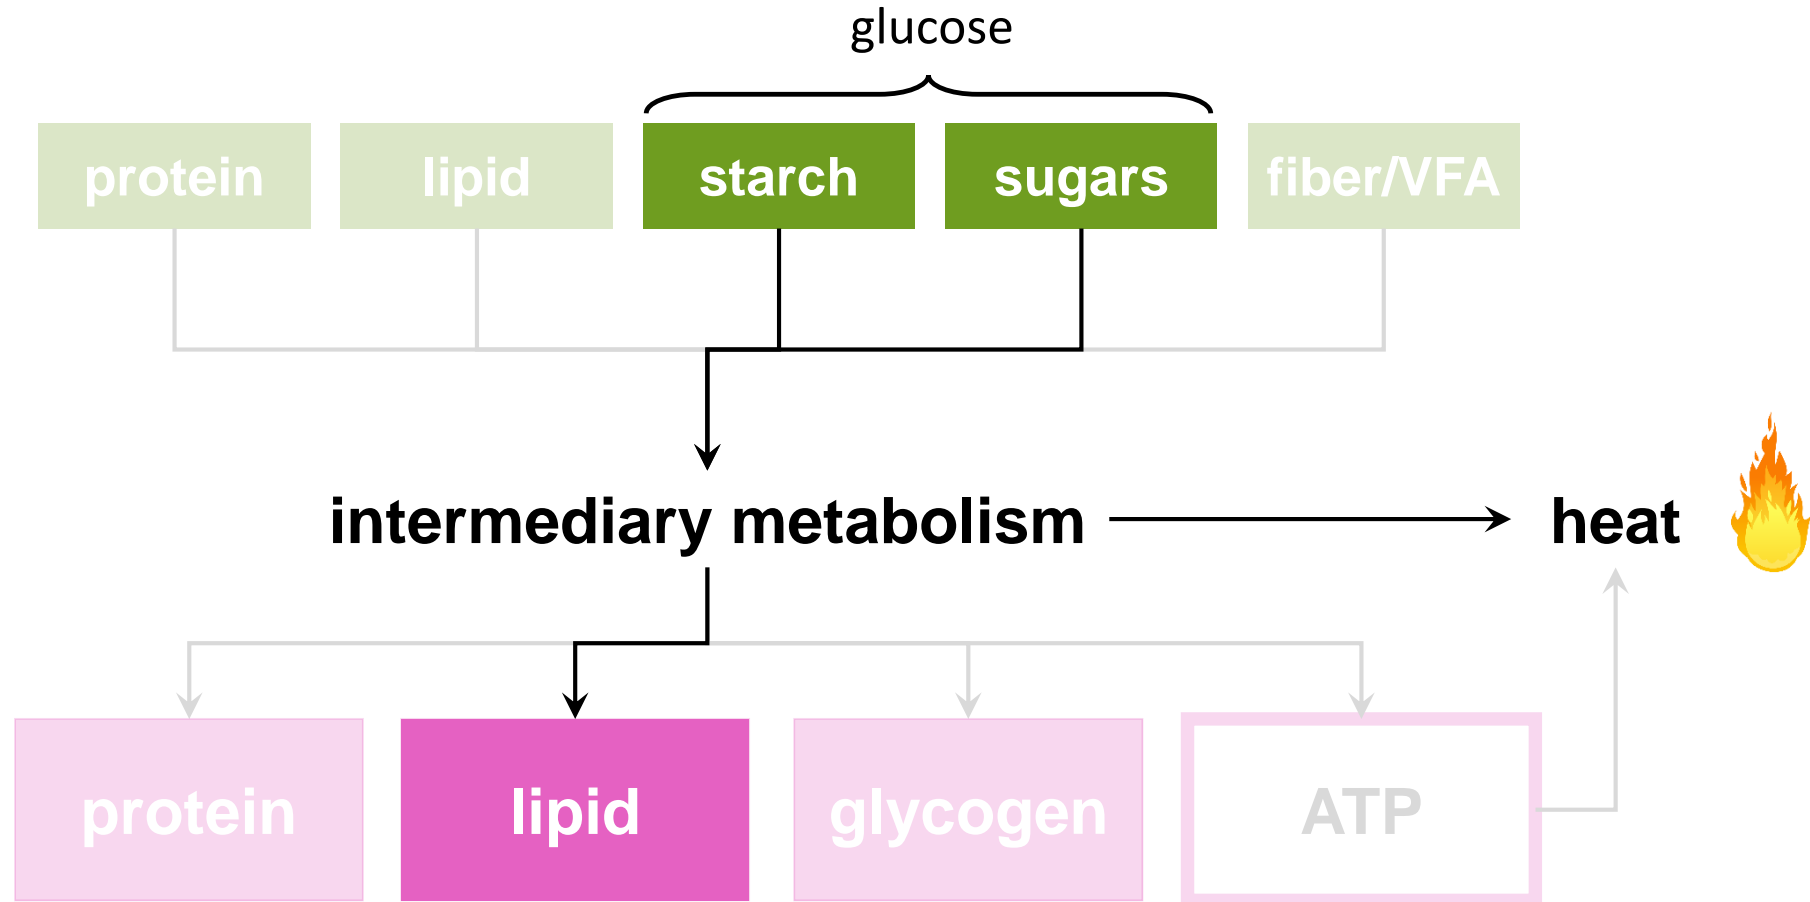 glucose
protein
lipid
starch
sugars
fiber/VFA
intermediary metabolism
heat
protein
lipid
glycogen
ATP